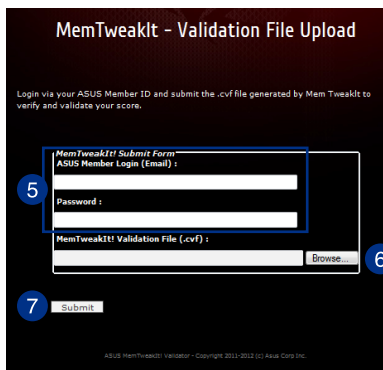 MemTweakIt - Validation File Upload
Login via your ASUS Member ID and submit the .cvf file generated by Mem TweakIt to
verify and validate your score.
MemTweakIt! Submit Form
ASUS Member Login (Email) :
5
Password :
MemTweakIt! Validation File (.cvf) :
Browse...
6
7
Submit
ASUS MemTweakIt! Validator - Copyright 2011-2012 (c) Asus Corp Inc.